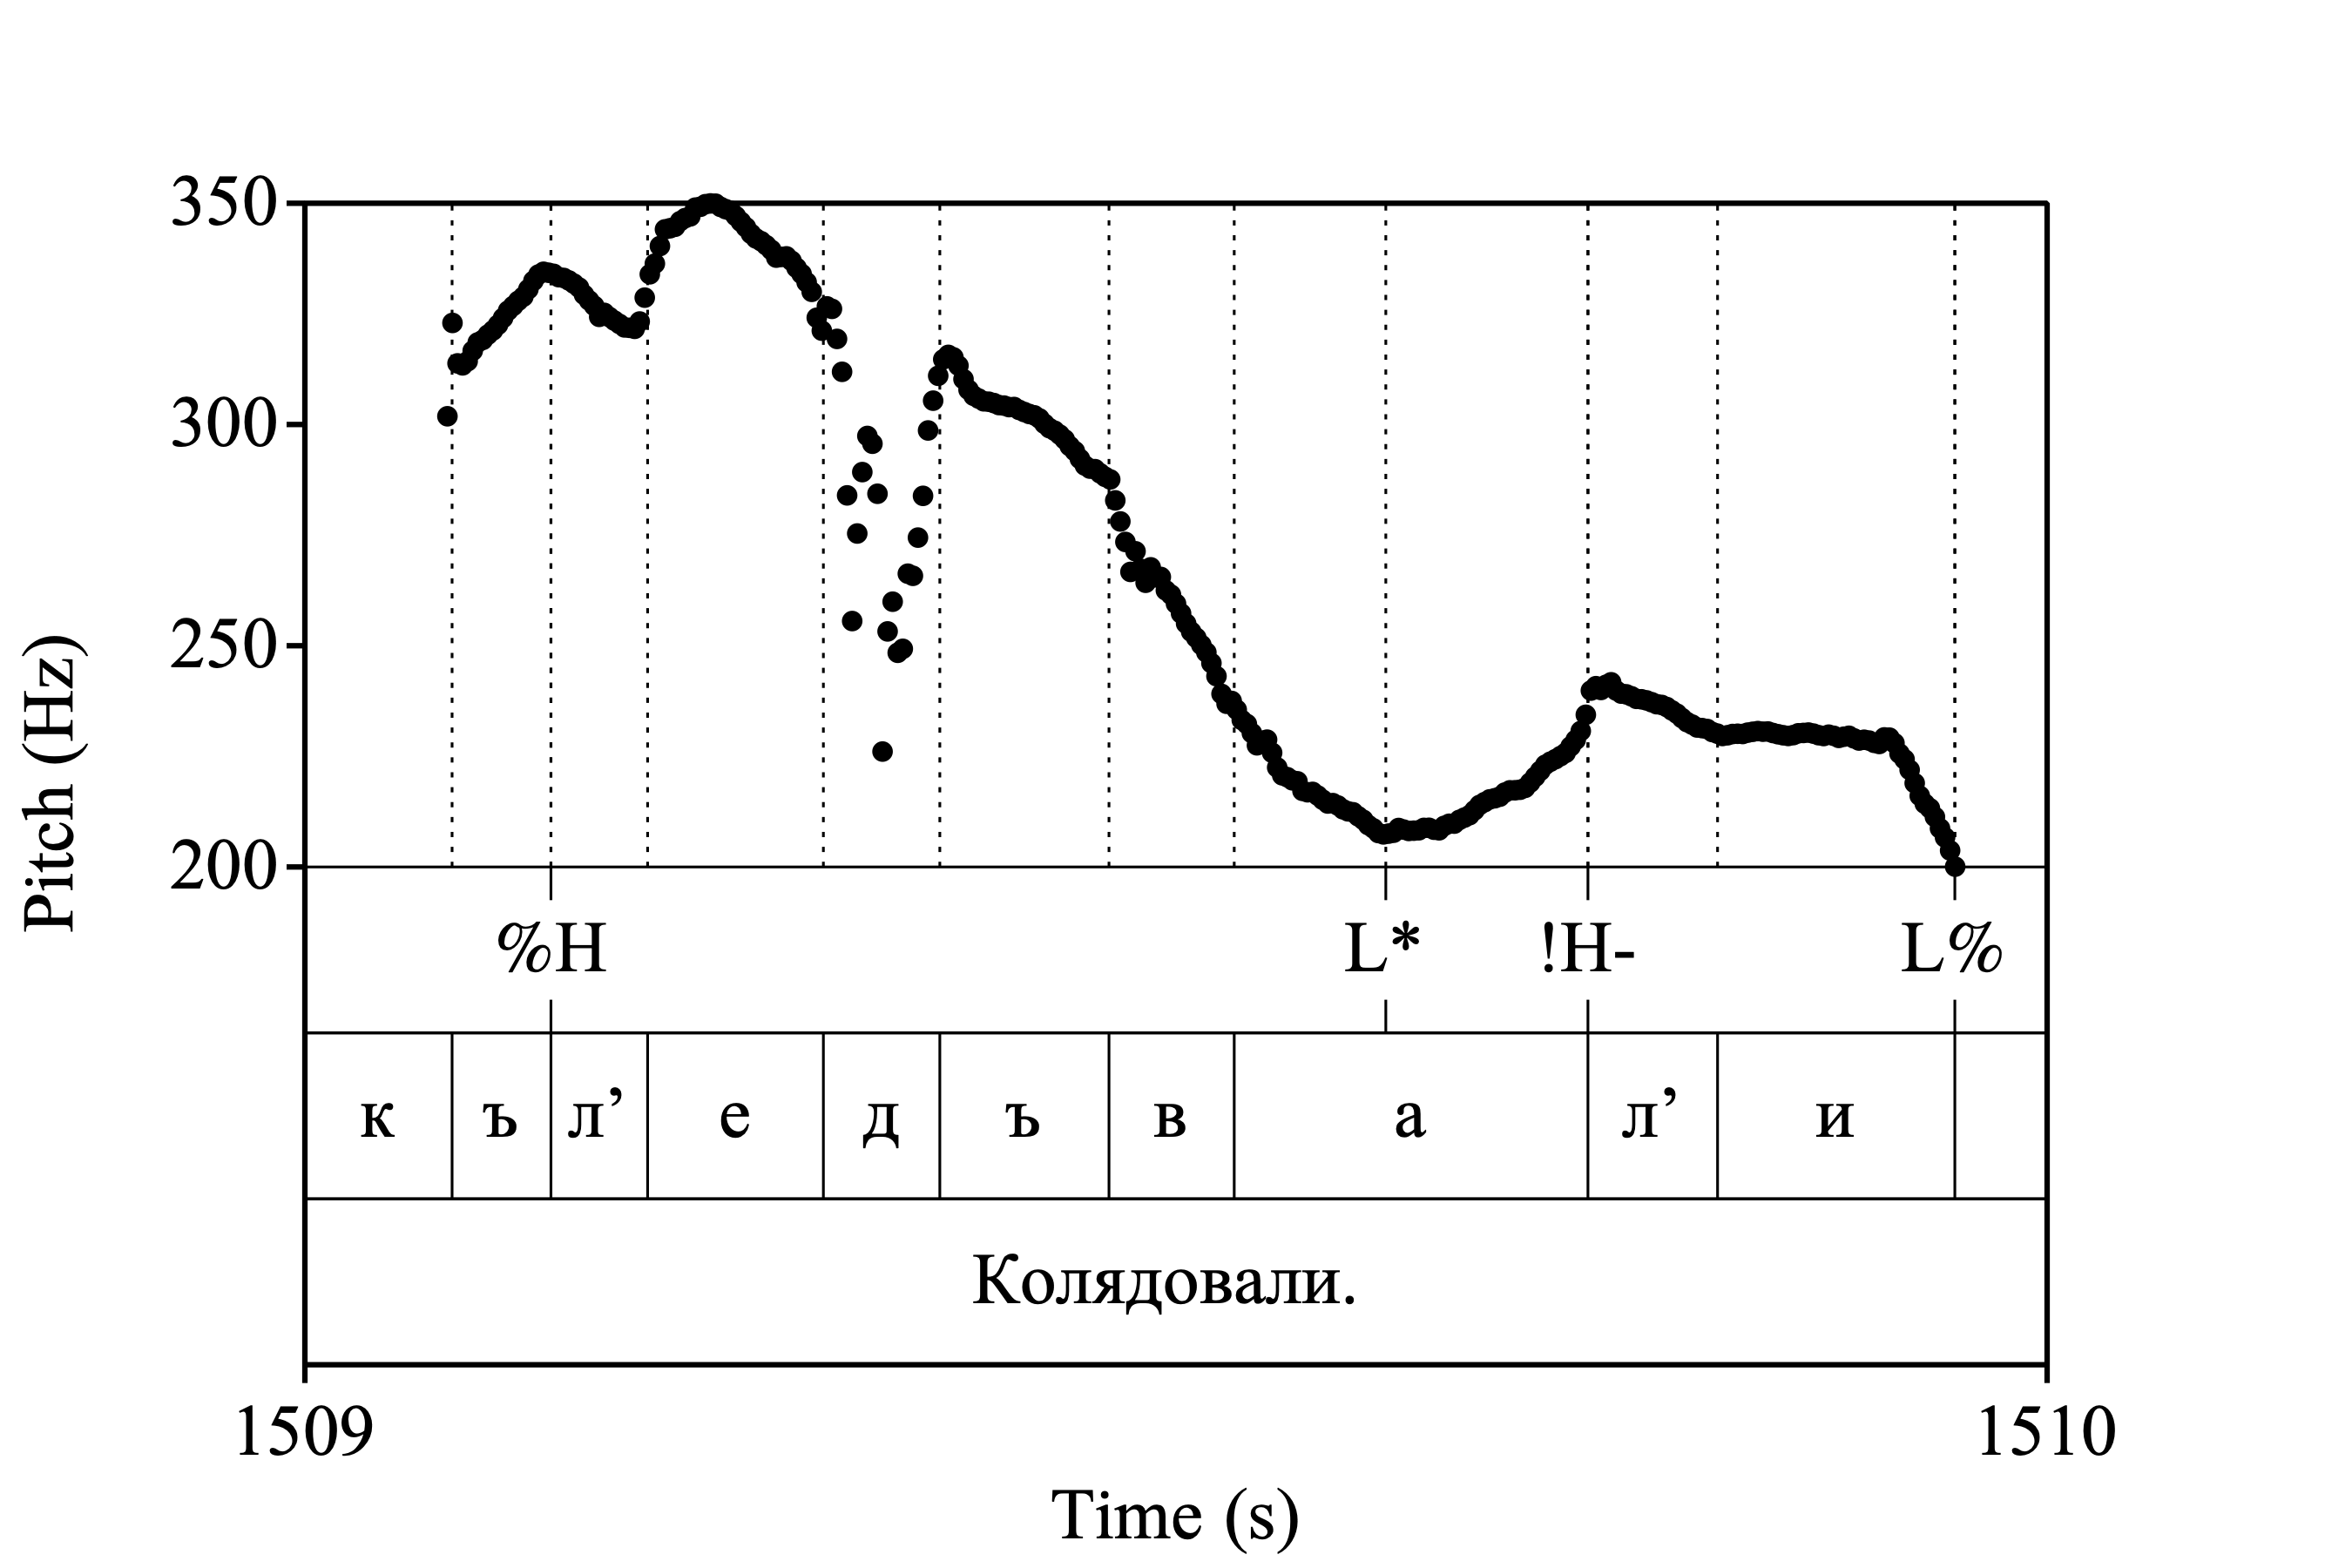 350
300
250
200
Pitch (Hz)
%H L* !H- L%
к ъ л’ е д ъ в а л’ и
Колядовали.
1509 1510
Time (s)